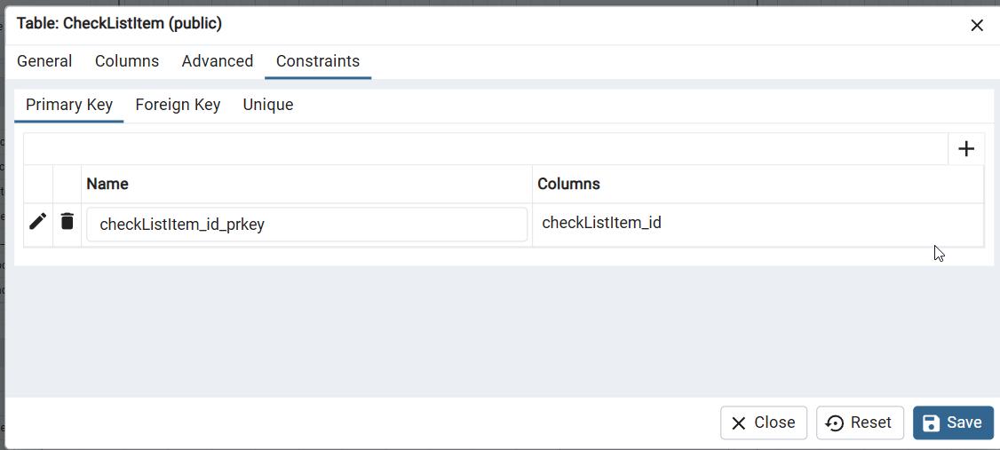 Table: CheckListItem (public)
General Columns Advanced Constraints
Primary Key Foreign Key Unique
Name Columns
checkListItem_id_prkey checkListItem_id
Close Reset Save